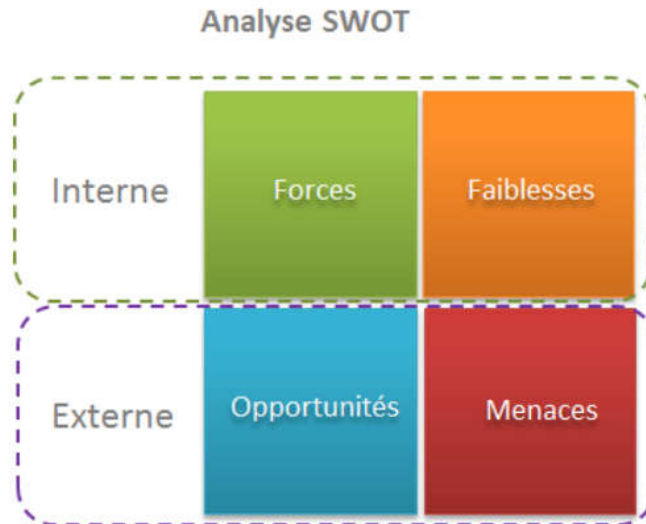 Analyse SWOT
Interne
Forces
Faiblesses
Externe
Opportunités
Menaces